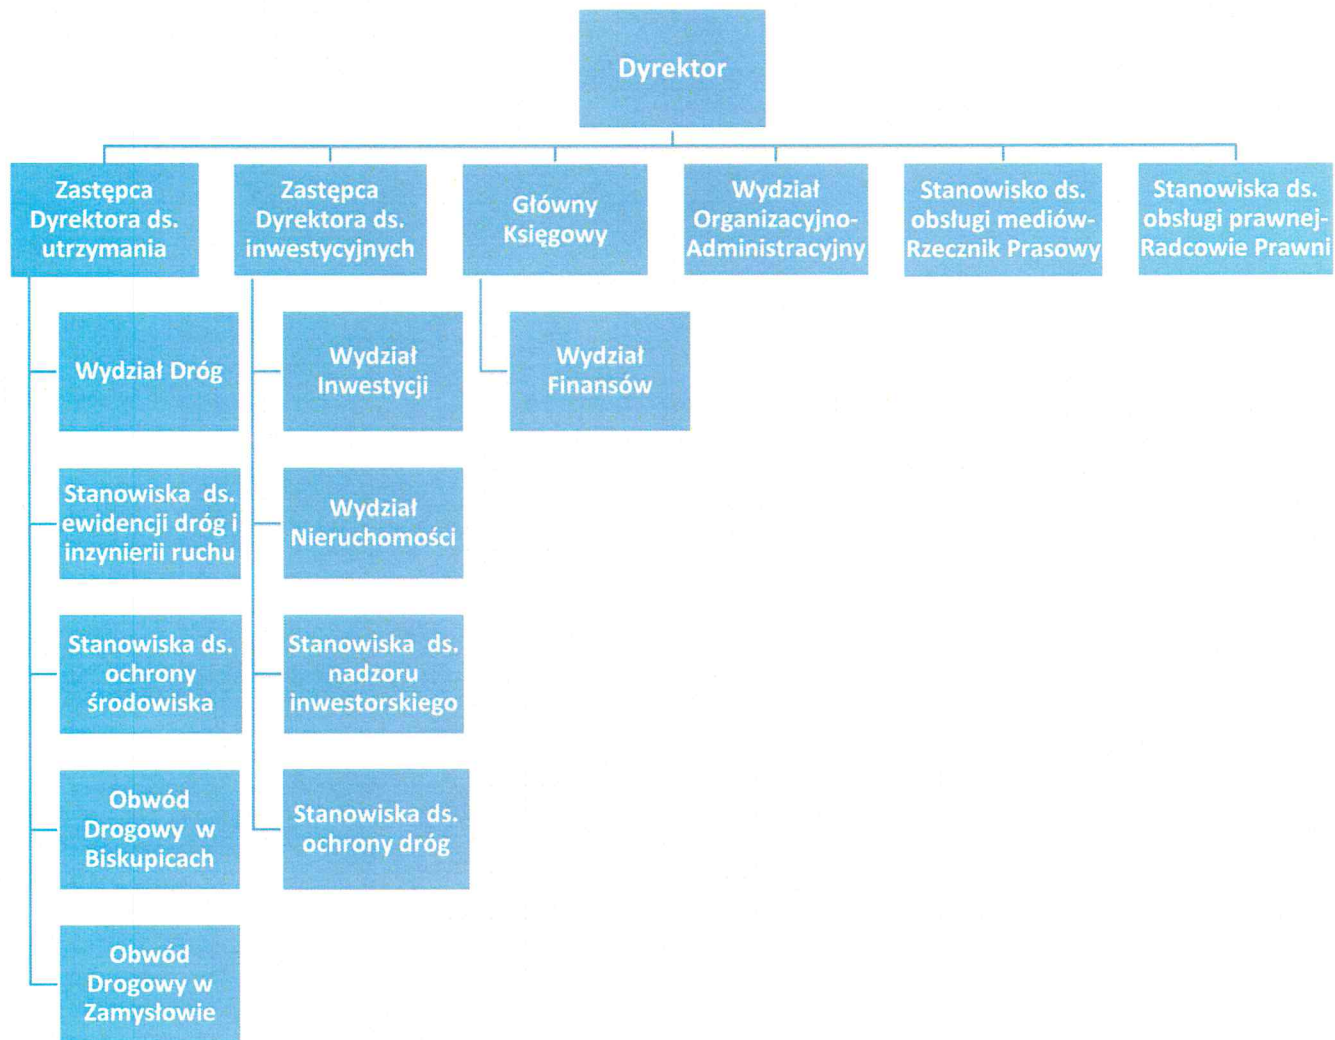 Dyrektor
Zastępca
Dyrektora ds.
utrzymania
Zastępca
Dyrektora ds.
inwestycyjnych
Główny
Księgowy
Wydział
Organizacyjno-
Administracyjny
Stanowisko ds.
obsługi mediów-
Rzecznik Prasowy
Stanowiska ds.
obsługi prawnej-
Radcowie Prawni
Wydział Dróg
Wydział
Inwestycji
Wydział
Finansów
Stanowiska ds.
ewidencji dróg i
inzynierii ruchu
Wydział
Nieruchomości
Stanowiska ds.
ochrony
środowiska
Stanowiska ds.
nadzoru
inwestorskiego
Obwód
Drogowy w
Biskupicach
Stanowiska ds.
ochrony dróg
Obwód
Drogowy w
Zamysłowie